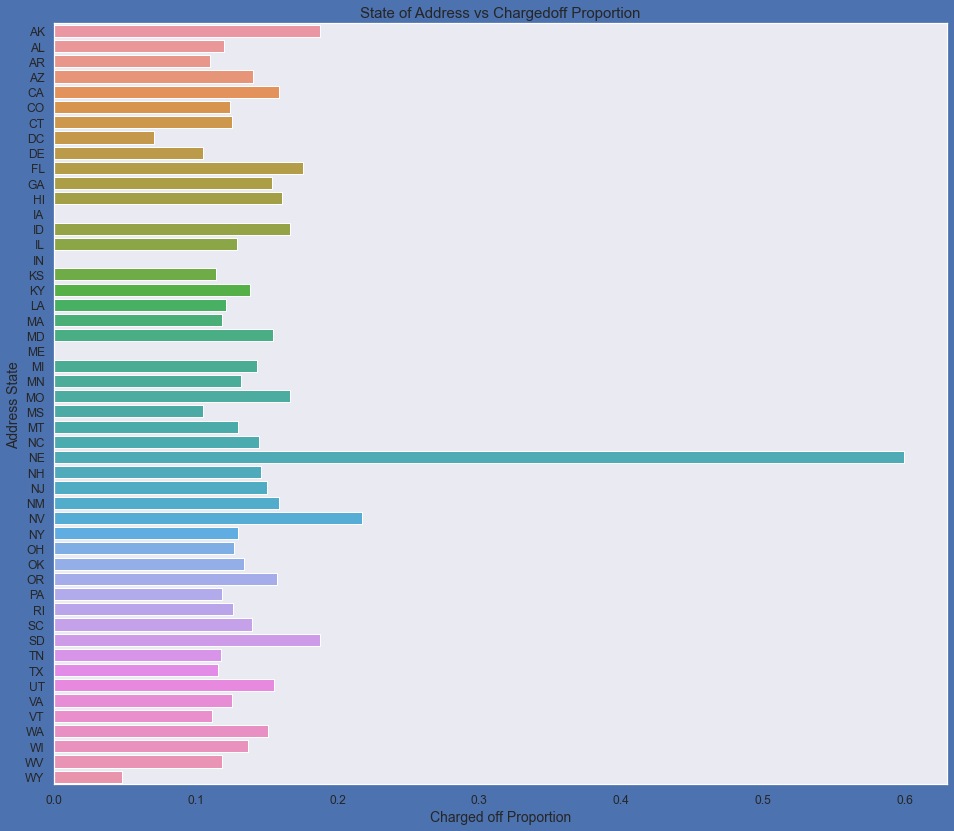 State of Address vs Chargedoff Proportion
AK
AL
AR
AZ
CA
CO
CT
DC
DE
FL
GA
HI
IA
ID
IL
IN
KS
KY
LA
MA
MD
ME
MI
MN
MO
MS
MT
NC
NE
NH
NJ
NM
NV
NY
OH
OK
OR
PA
RI
SC
SD
TN
TX
UT
VA
VT
WA
WI
WV
WY
Address State
0.0 0.1 0.2 0.3 0.4 0.5 0.6
Charged off Proportion